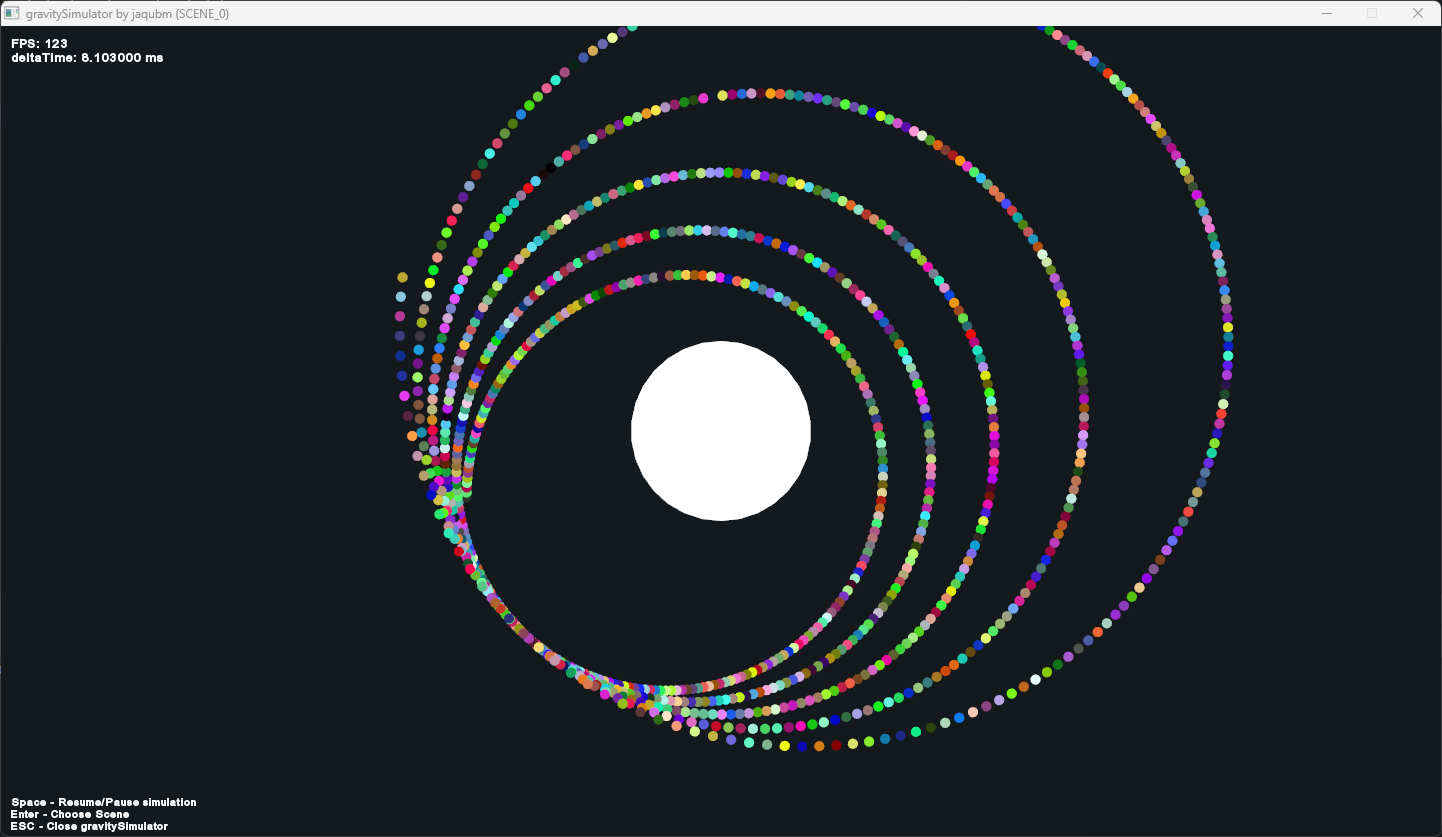 gravitySimulator by jaqubm (SCENE_0)
FPS: 123
deltaTime: 8.103000 ms
Space - Resume/Pause simulation
Enter - Choose Scene
ESC - Close gravitySimulator